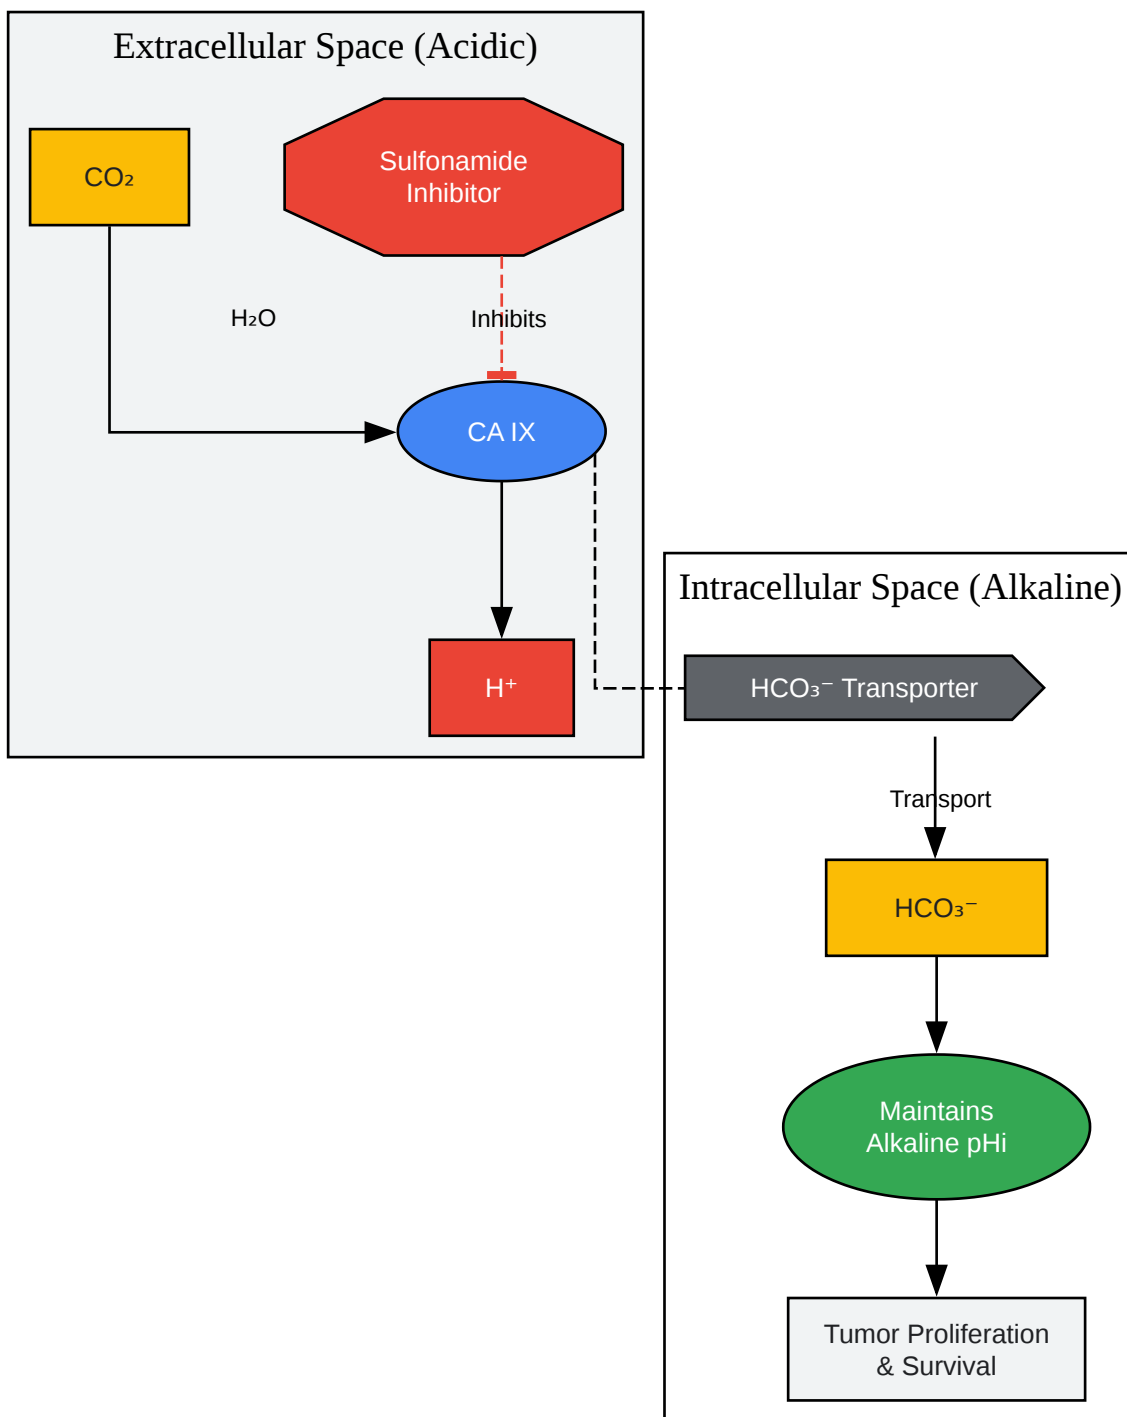 Extracellular Space (Acidic)
CO₂
Sulfonamide
Inhibitor
H₂O
Inhibits
CA IX
H⁺
Intracellular Space (Alkaline)
HCO₃⁻ Transporter
Transport
HCO₃⁻
Maintains
Alkaline pHi
Tumor Proliferation
& Survival